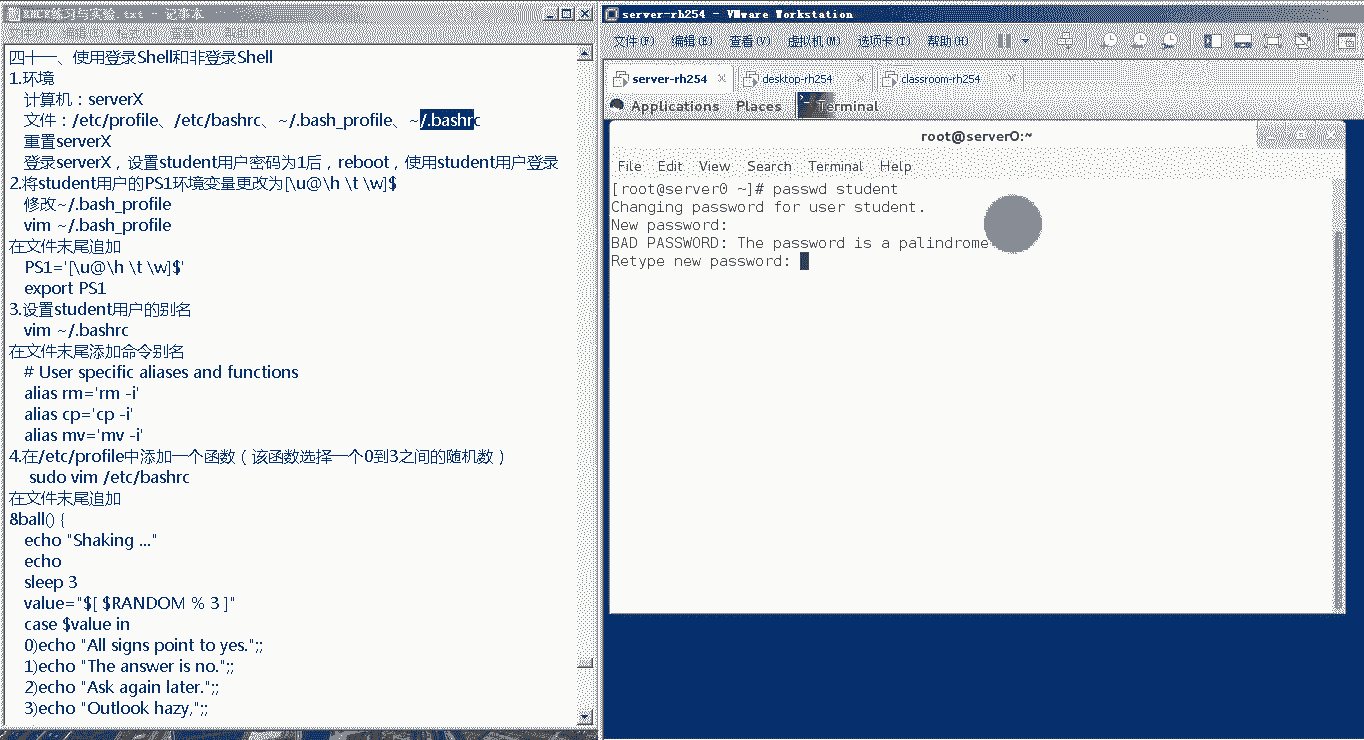 RHCE练习与实验.txt - 记事本
文件(F) 编辑(E) 格式(O) 查看(V) 帮助(H)
四十一、使用登录Shell和非登录Shell
1.环境
计算机：serverX
文件：/etc/profile、/etc/bashrc、~/.bash_profile、~/.bashrc
重置serverX
登录serverX，设置student用户密码为1后，reboot，使用student用户登录
2.将student用户的PS1环境变量更改为[\u@\h \t \w]$
修改~/.bash_profile
vim ~/.bash_profile
在文件末尾追加
PS1='[\u@\h \t \w]$'
export PS1
3.设置student用户的别名
vim ~/.bashrc
在文件末尾添加命令别名
# User specific aliases and functions
alias rm='rm -i'
alias cp='cp -i'
alias mv='mv -i'
4.在/etc/profile中添加一个函数（该函数选择一个0到3之间的随机数）
sudo vim /etc/bashrc
在文件末尾追加
8ball() {
echo "Shaking ..."
echo
sleep 3
value="$[ $RANDOM % 3 ]"
case $value in
0)echo "All signs point to yes.";;
1)echo "The answer is no.";;
2)echo "Ask again later.";;
3)echo "Outlook hazy,";;
server-rh254 - VMware Workstation
文件(F) 编辑(E) 查看(V) 虚拟机(M) 选项卡(T) 帮助(H)
server-rh254 desktop-rh254 classroom-rh254
Applications Places Terminal
root@server0:~
File Edit View Search Terminal Help
[root@server0 ~]# passwd student
Changing password for user student.
New password:
BAD PASSWORD: The password is a palindrome
Retype new password: